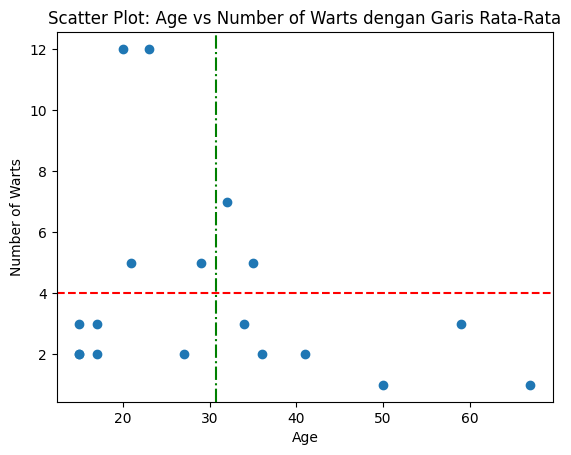 Scatter Plot: Age vs Number of Warts dengan Garis Rata-Rata
12
10
8
6
4
2
Number of Warts
20 30 40 50 60
Age